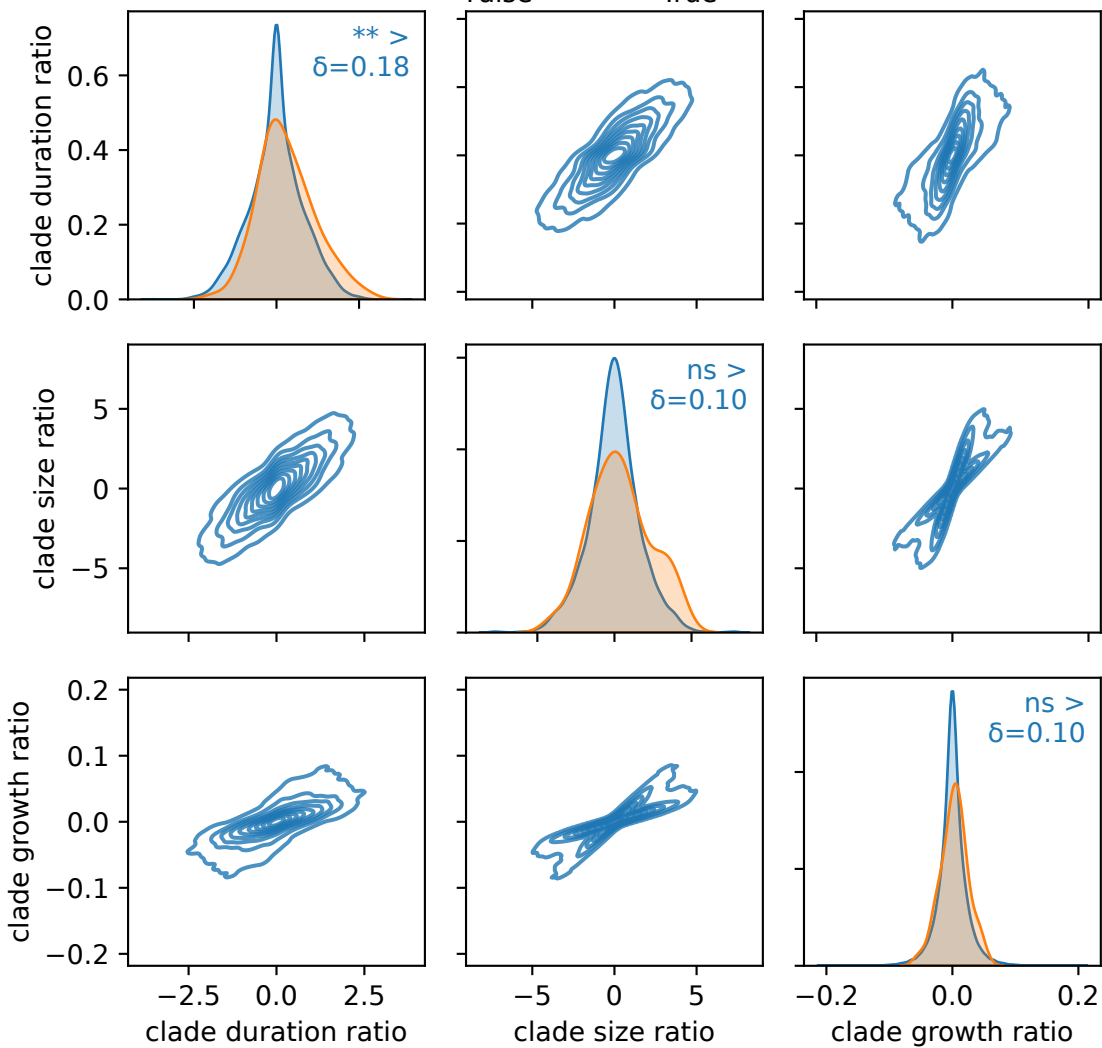 False True
clade duration ratio
0.6
0.4
0.2
0.0
** >
δ=0.18
clade size ratio
5
0
−5
ns >
δ=0.10
clade growth ratio
0.2
0.1
0.0
−0.1
−0.2
ns >
δ=0.10
−2.5 0.0 2.5
−5 0 5
−0.2 0.0 0.2
clade duration ratio
clade size ratio
clade growth ratio